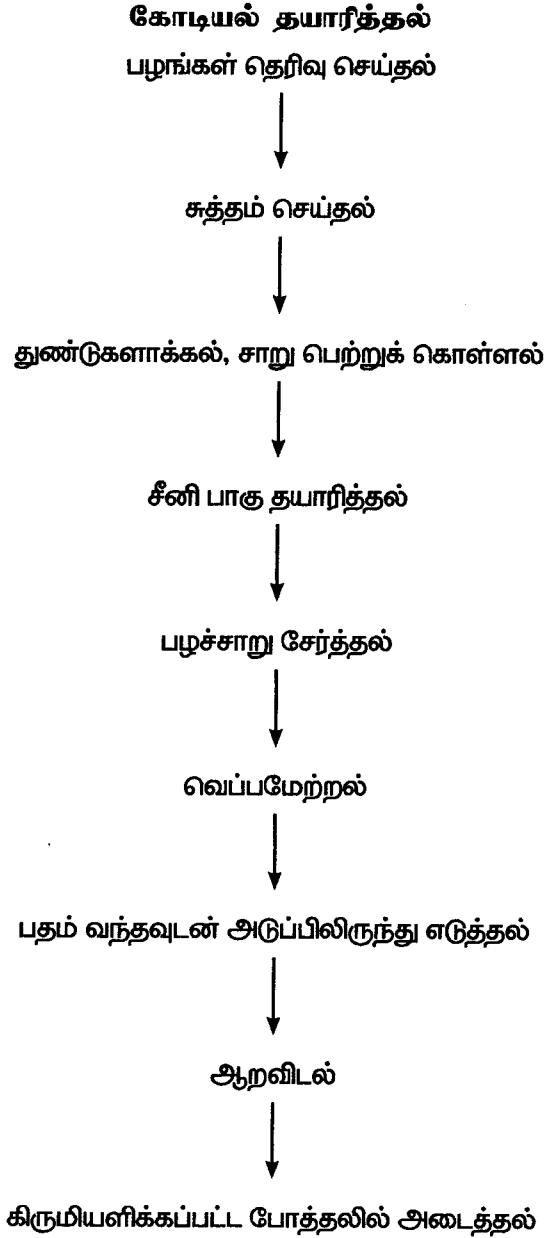 கோடியல் தயாரித்தல்
பழங்கள் தெரிவு செய்தல்
சுத்தம் செய்தல்
துண்டுகளாக்கல், சாறு பெற்றுக் கொள்ளல்
சீனி பாகு தயாரித்தல்
பழச்சாறு சேர்த்தல்
வெப்பமேற்றல்
பதம் வந்தவுடன் அடுப்பிலிருந்து எடுத்தல்
ஆறவிடல்
கிருமியளிக்கப்பட்ட போத்தலில் அடைத்தல்